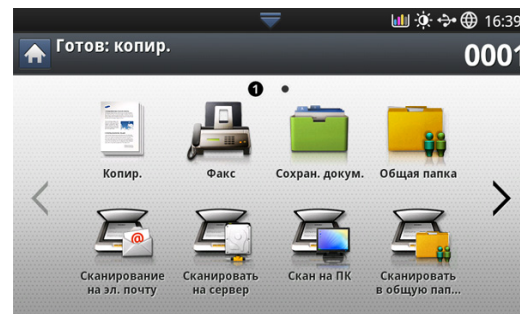 16:39
Готов: копир.
0001
1
Копир.
Факс
Сохран. докум.
Общая папка
Сканирование
на эл. почту
Сканировать
на сервер
Скан на ПК
Сканировать
в общую пап...